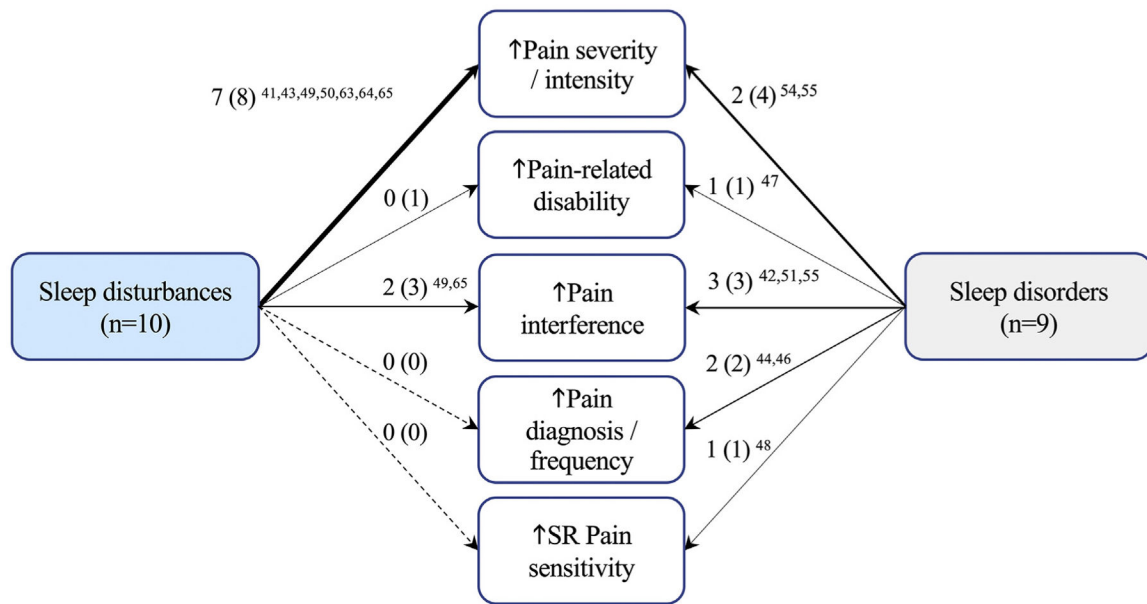 ↑Pain severity
/ intensity
7 (8) 41,43,49,50,63,64,65
2 (4) 54,55
↑Pain-related
disability
0 (1)
1 (1) 47
Sleep disturbances
(n=10)
2 (3) 49,65
↑Pain
interference
3 (3) 42,51,55
Sleep disorders
(n=9)
0 (0)
↑Pain
diagnosis /
frequency
2 (2) 44,46
0 (0)
1 (1) 48
↑SR Pain
sensitivity